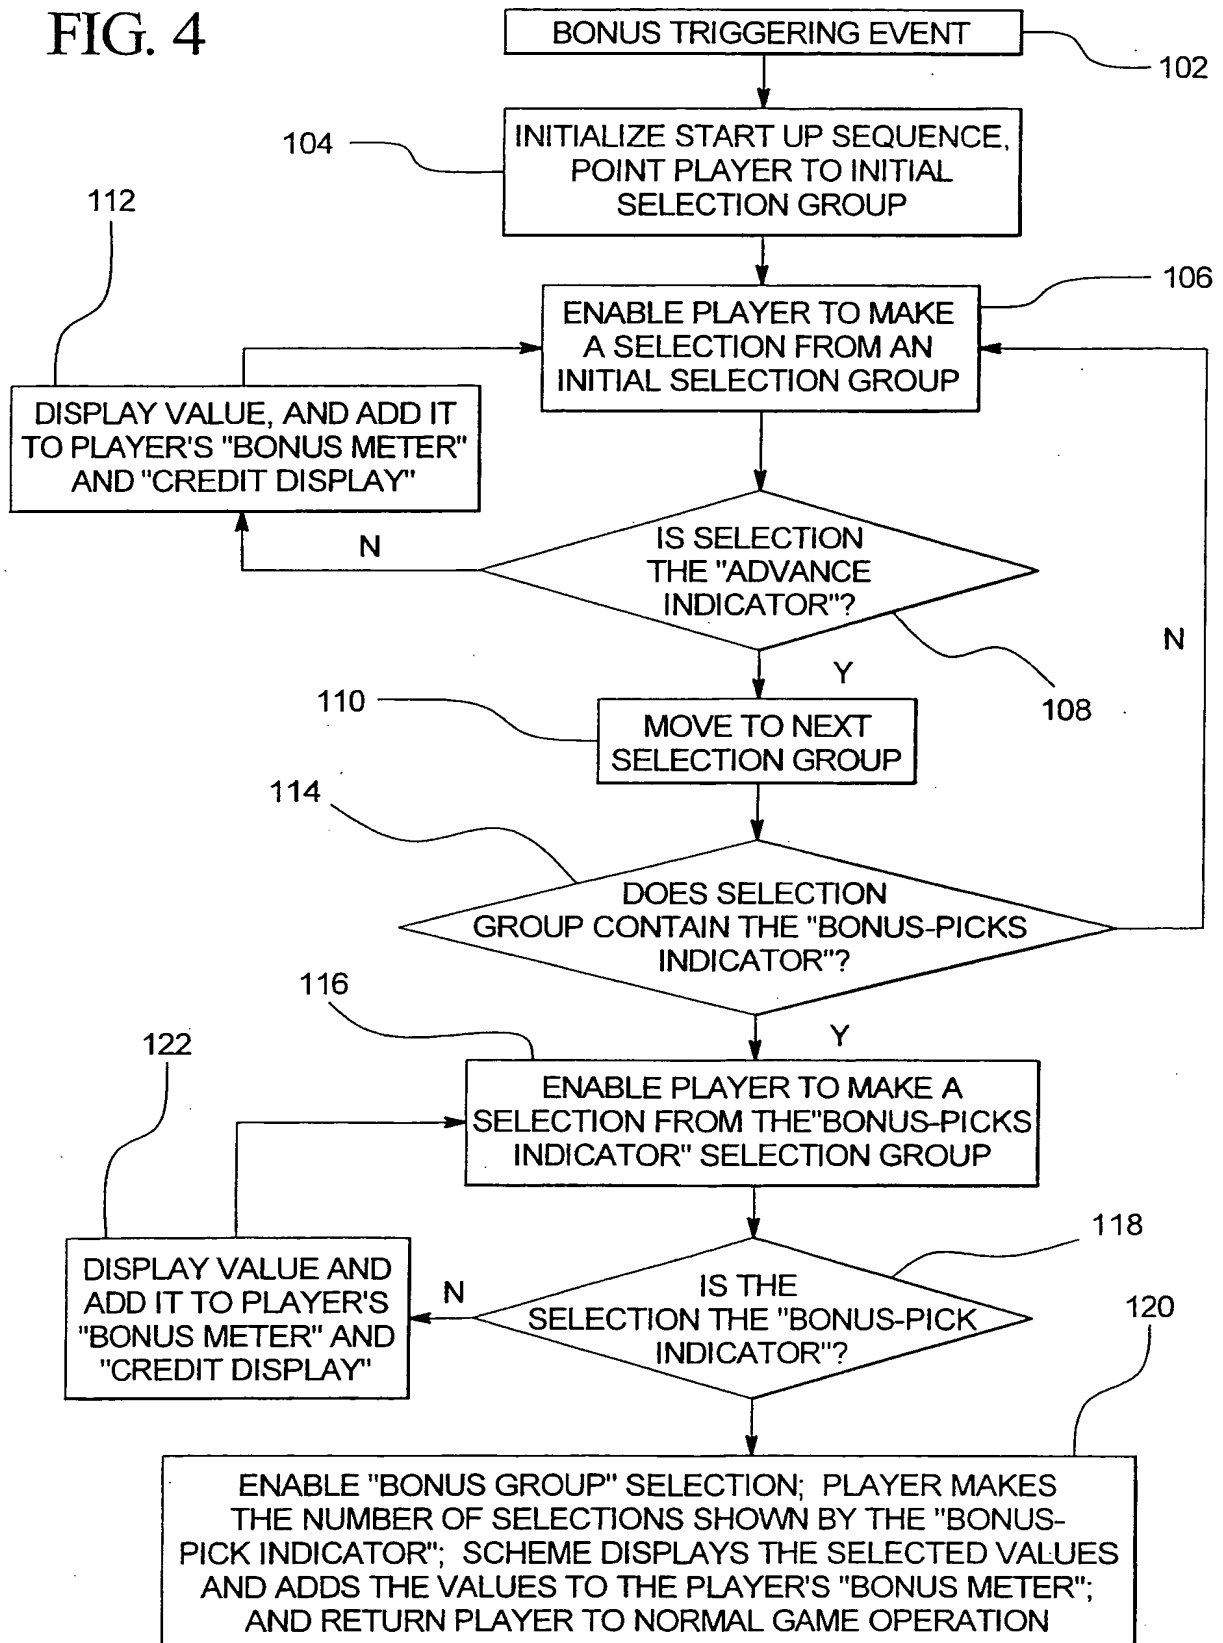 FIG. 4
BONUS TRIGGERING EVENT
102
104
INITIALIZE START UP SEQUENCE,
POINT PLAYER TO INITIAL
SELECTION GROUP
112
106
ENABLE PLAYER TO MAKE
A SELECTION FROM AN
INITIAL SELECTION GROUP
DISPLAY VALUE, AND ADD IT
TO PLAYER'S "BONUS METER"
AND "CREDIT DISPLAY"
N
IS SELECTION
THE "ADVANCE
INDICATOR"?
N
Y
108
110
MOVE TO NEXT
SELECTION GROUP
114
DOES SELECTION
GROUP CONTAIN THE "BONUS-PICKS
INDICATOR"?
116
Y
122
ENABLE PLAYER TO MAKE A
SELECTION FROM THE"BONUS-PICKS
INDICATOR" SELECTION GROUP
118
DISPLAY VALUE AND
ADD IT TO PLAYER'S
"BONUS METER" AND
"CREDIT DISPLAY"
N
IS THE
SELECTION THE "BONUS-PICK
INDICATOR"?
120
ENABLE "BONUS GROUP" SELECTION; PLAYER MAKES
THE NUMBER OF SELECTIONS SHOWN BY THE "BONUS-
PICK INDICATOR"; SCHEME DISPLAYS THE SELECTED VALUES
AND ADDS THE VALUES TO THE PLAYER'S "BONUS METER";
AND RETURN PLAYER TO NORMAL GAME OPERATION